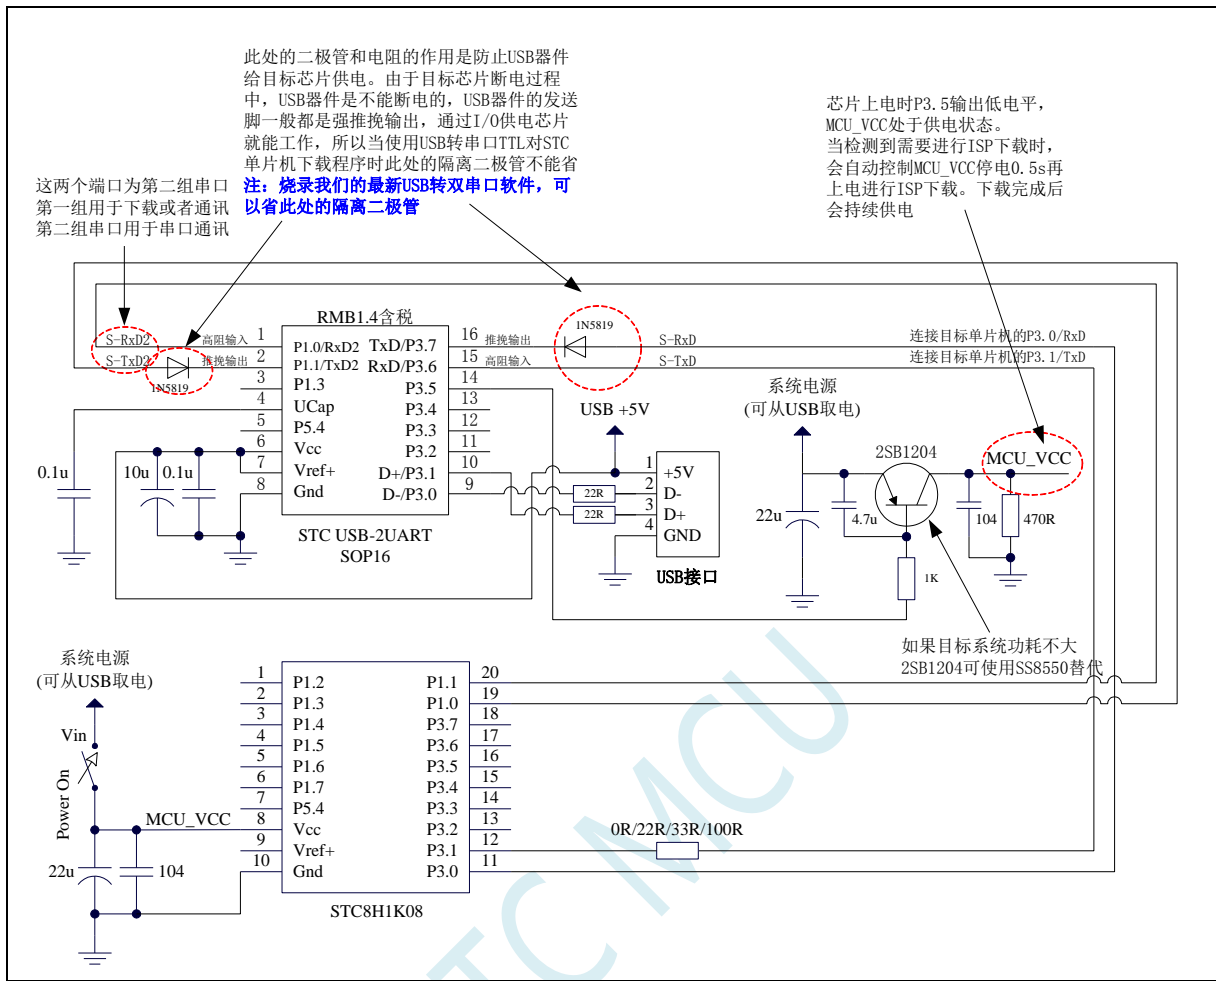 此处的二极管和电阻的作用是防止USB器件
给目标芯片供电。由于目标芯片断电过程
中，USB器件是不能断电的，USB器件的发送
脚一般都是强推挽输出，通过I/O供电芯片
就能工作，所以当使用USB转串口TTL对STC
单片机下载程序时此处的隔离二极管不能省
注：烧录我们的最新USB转双串口软件，可
以省此处的隔离二极管
芯片上电时P3.5输出低电平，
MCU_VCC处于供电状态。
当检测到需要进行ISP下载时，
会自动控制MCU_VCC停电0.5s再
上电进行ISP下载。下载完成后
会持续供电
这两个端口为第二组串口
第一组用于下载或者通讯
第二组串口用于串口通讯
RMB1.4含税
S-RxD2
高阻输入
1
P1.0/RxD2
TxD/P3.7
16
推挽输出
1N5819
S-RxD
连接目标单片机的P3.0/RxD
S-TxD2
1N5819
推挽输出
2
P1.1/TxD2
RxD/P3.6
15
高阻输入
S-TxD
连接目标单片机的P3.1/TxD
3
P1.3
P3.5
14
4
UCap
P3.4
13
5
P5.4
P3.3
12
6
Vcc
P3.2
11
7
Vref+
D+/P3.1
10
8
Gnd
D-/P3.0
9
STC USB-2UART
SOP16
0.1u
10u
0.1u
USB +5V
22R
22R
1
+5V
2
D-
3
D+
4
GND
USB接口
系统电源
(可从USB取电)
2SB1204
MCU_VCC
22u
4.7u
104
470R
1K
如果目标系统功耗不大
2SB1204可使用SS8550替代
系统电源
(可从USB取电)
Vin
Power On
MCU_VCC
22u
104
1
P1.2
P1.1
20
2
P1.3
P1.0
19
3
P1.4
P3.7
18
4
P1.5
P3.6
17
5
P1.6
P3.5
16
6
P1.7
P3.4
15
7
P5.4
P3.3
14
8
Vcc
P3.2
13
9
Vref+
P3.1
12
10
Gnd
P3.0
11
0R/22R/33R/100R
STC8H1K08
STC MCU